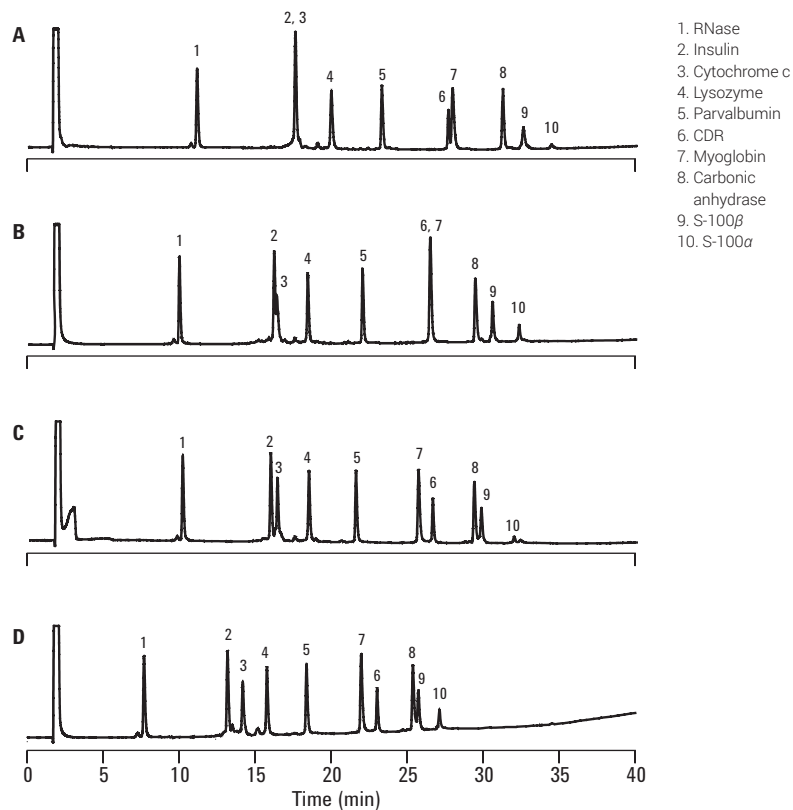 A
1
2, 3
4
5
6
7
8
9
10
1. RNase
2. Insulin
3. Cytochrome c
4. Lysozyme
5. Parvalbumin
6. CDR
7. Myoglobin
8. Carbonic
anhydrase
9. S-100β
10. S-100α
B
1
2
3
4
5
6, 7
8
9
10
C
1
2
3
4
5
7
6
8
9
10
D
1
2
3
4
5
7
6
8
9
10
0 5 10 15 20 25 30 35 40
Time (min)